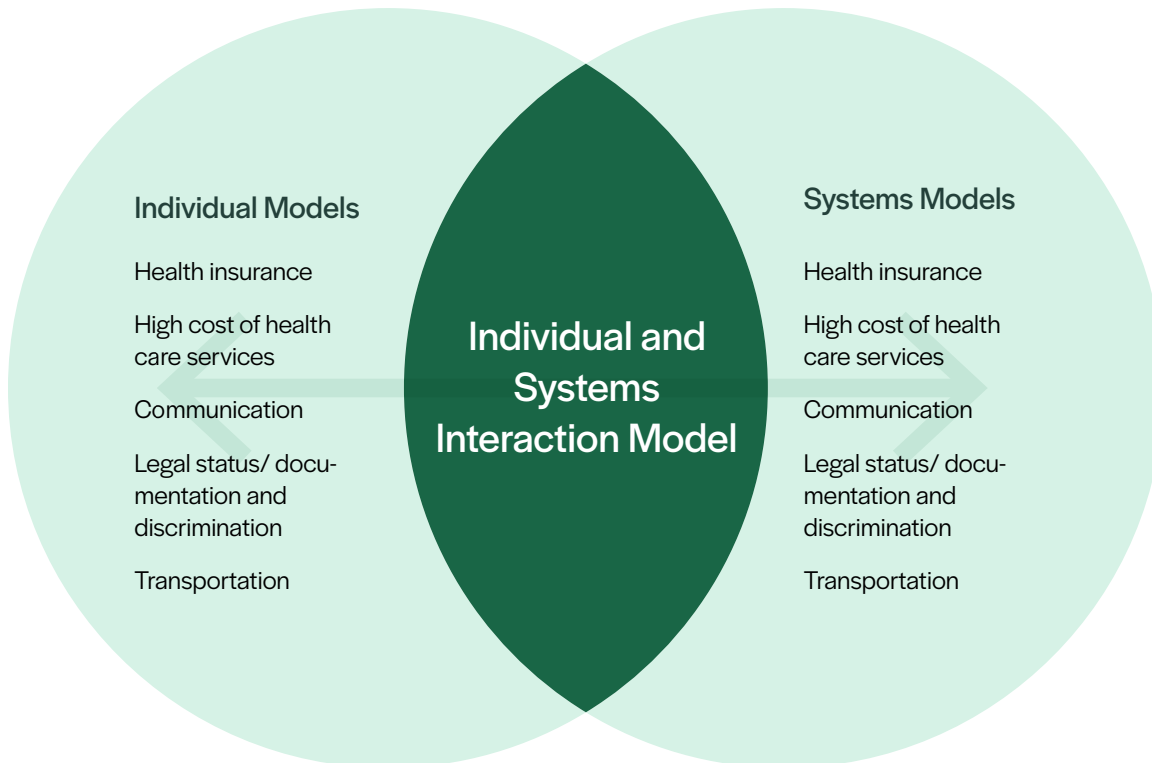 Individual Models
Health insurance
High cost of health
care services
Communication
Legal status/ docu-
mentation and
discrimination
Transportation
Individual and
Systems
Interaction Model
Systems Models
Health insurance
High cost of health
care services
Communication
Legal status/ docu-
mentation and
discrimination
Transportation